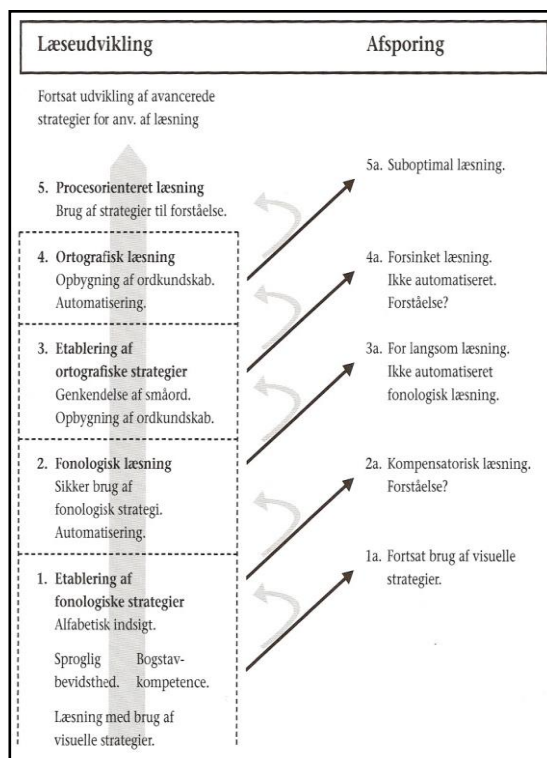 Læseudvikling
Afsporing
Fortsat udvikling af avancerede
strategier for anv. af læsning
5. Procesorienteret læsning
Brug af strategier til forståelse.
5a. Suboptimal læsning.
4. Ortografisk læsning
Opbygning af ordkundskab.
Automatisering.
4a. Forsinket læsning.
Ikke automatiseret.
Forståelse?
3. Etablering af
ortografiske strategier
Genkendelse af småord.
Opbygning af ordkundskab.
3a. For langsom læsning.
Ikke automatiseret
fonologisk læsning.
2. Fonologisk læsning
Sikker brug af
fonologisk strategi.
Automatisering.
2a. Kompensatorisk læsning.
Forståelse?
1. Etablering af
fonologiske strategier
Alfabetisk indsigt.
Sproglig
bevidsthed.
Bogstav-
kompetence.
Læsning med brug af
visuelle strategier.
1a. Fortsat brug af visuelle
strategier.